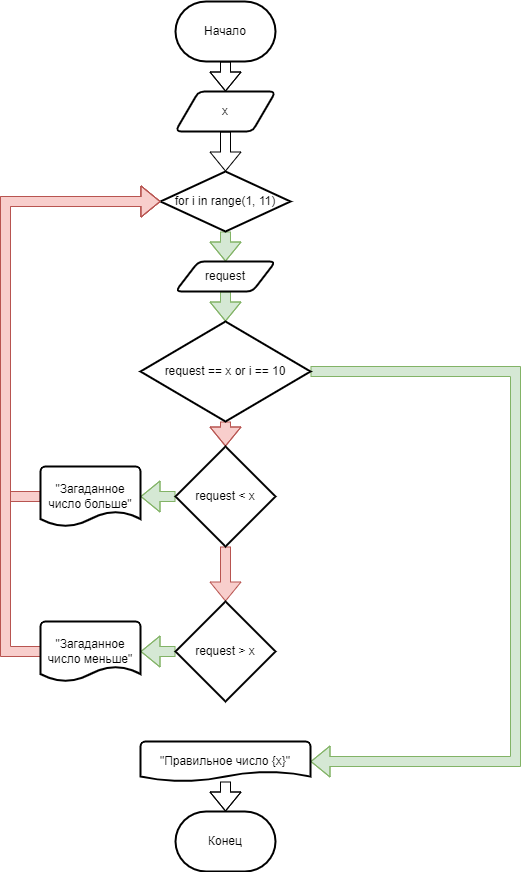 Начало
x
for i in range(1, 11)
request
request == x or i == 10
request < x
"Загаданное
число больше"
request > x
"Загаданное
число меньше"
"Правильное число {x}"
Конец